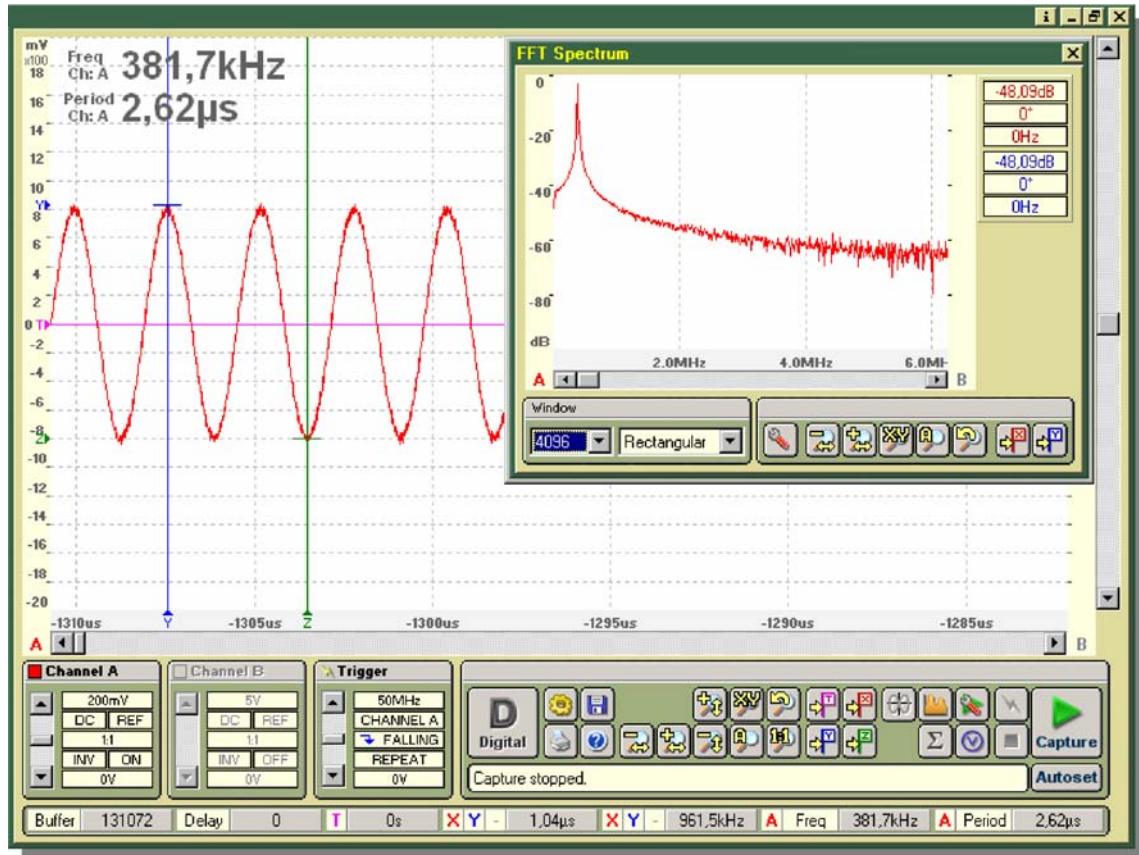 i
mV
x100
Freq
Ch: A
381,7kHz
Period
Ch: A
2,62µs
18
16
14
12
10
Y
8
6
4
2
0 T
-2
-4
-6
-8
Z
-10
-12
-14
-16
-18
-20
-1310us
Y
-1305us
Z
-1300us
-1295us
-1290us
-1285us
A
B
FFT Spectrum
0
-20
-40
-60
-80
dB
2.0MHz
4.0MHz
6.0MH
A
B
-48,09dB
0°
0Hz
-48,09dB
0°
0Hz
Window
4096
Rectangular
XY
A
X
Y
Channel A
200mV
DC REF
1:1
INV ON
0V
Channel B
5V
DC REF
1:1
INV OFF
0V
Trigger
50MHz
CHANNEL A
FALLING
REPEAT
0V
D
Digital
XY
T
X
Capture
?
A
1:1
Y
Z
Σ
V
Capture stopped.
Autoset
Buffer 131072 Delay 0 T 0s X Y - 1,04µs X Y - 961,5kHz A Freq 381,7kHz A Period 2,62µs